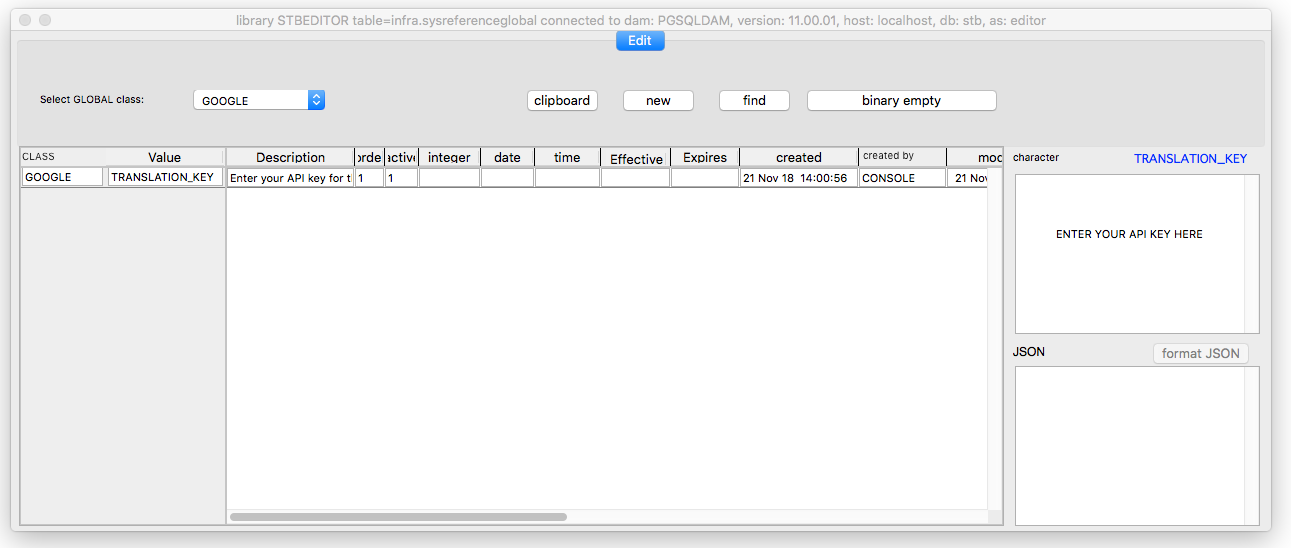 library STBEDITOR table=infra.sysreferenceglobal connected to dam: PGSQLDAM, version: 11.00.01, host: localhost, db: stb, as: editor
Edit
Select GLOBAL class: GOOGLE clipboard new find binary empty
CLASS Value Description orde active integer date time Effective Expires created created by moc
GOOGLE TRANSLATION_KEY Enter your API key for t 1 1 21 Nov 18 14:00:56 CONSOLE 21 Nov
character TRANSLATION_KEY
ENTER YOUR API KEY HERE
JSON format JSON